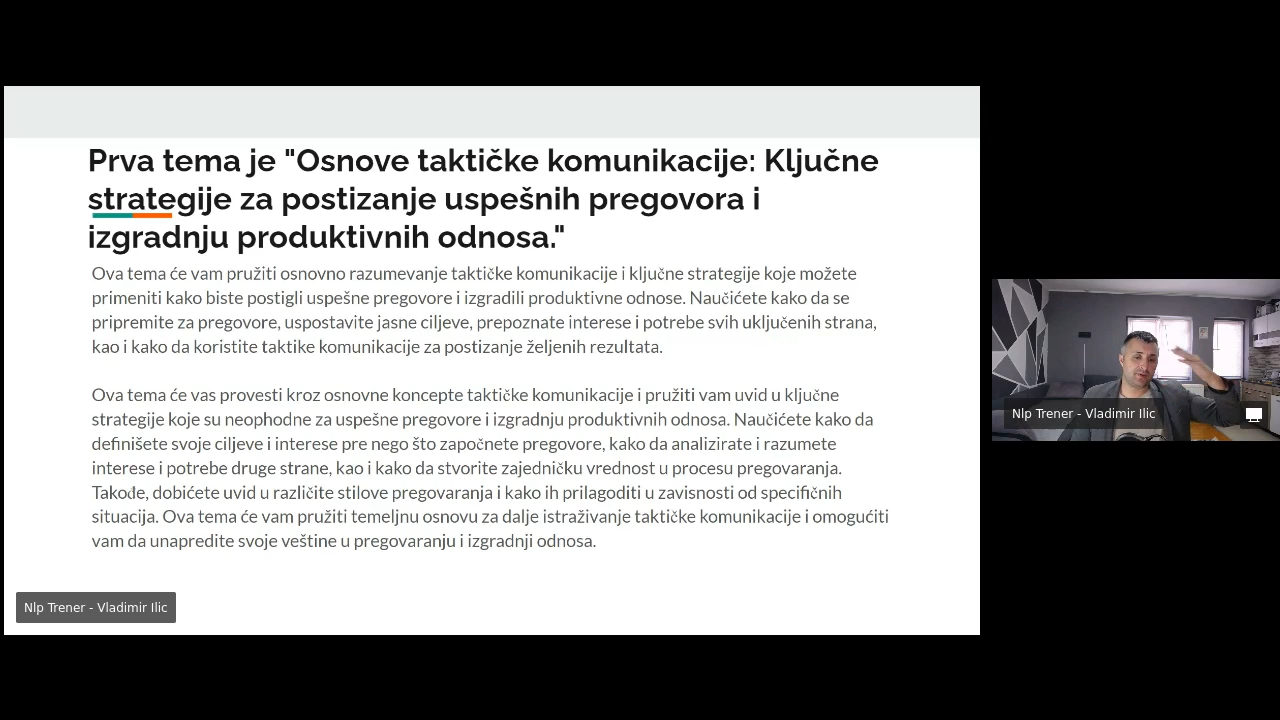 Prva tema je "Osnove taktičke komunikacije: Ključne
strategije za postizanje uspešnih pregovora i
izgradnju produktivnih odnosa."
Ova tema će vam pružiti osnovno razumevanje taktičke komunikacije i ključne strategije koje možete
primeniti kako biste postigli uspešne pregovore i izgradili produktivne odnose. Naučićete kako da se
pripremite za pregovore, uspostavite jasne ciljeve, prepoznate interese i potrebe svih uključenih strana,
kao i kako da koristite taktike komunikacije za postizanje željenih rezultata.
Ova tema će vas provesti kroz osnovne koncepte taktičke komunikacije i pružiti vam uvid u ključne
strategije koje su neophodne za uspešne pregovore i izgradnju produktivnih odnosa. Naučićete kako da
definišete svoje ciljeve i interese pre nego što započnete pregovore, kako da analizirate i razumete
interese i potrebe druge strane, kao i kako da stvorite zajedničku vrednost u procesu pregovaranja.
Takođe, dobićete uvid u različite stilove pregovaranja i kako ih prilagoditi u zavisnosti od specifičnih
situacija. Ova tema će vam pružiti temeljnu osnovu za dalje istraživanje taktičke komunikacije i omogućiti
vam da unapredite svoje veštine u pregovaranju i izgradnji odnosa.
Nlp Trener - Vladimir Ilic
Nlp Trener - Vladimir Ilic